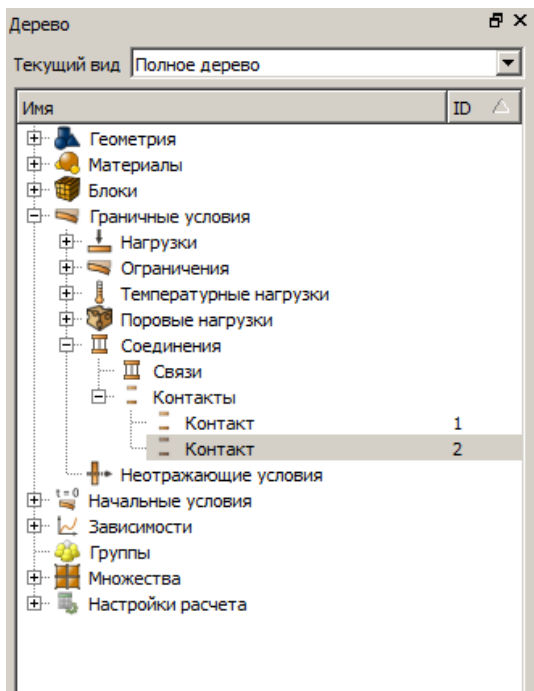 Дерево
Текущий вид Полное дерево
Имя ID
Геометрия
Материалы
Блоки
Граничные условия
Нагрузки
Ограничения
Температурные нагрузки
Поровые нагрузки
Соединения
Связи
Контакты
Контакт 1
Контакт 2
Неотражающие условия
t = 0 Начальные условия
Зависимости
Группы
Множества
Настройки расчета